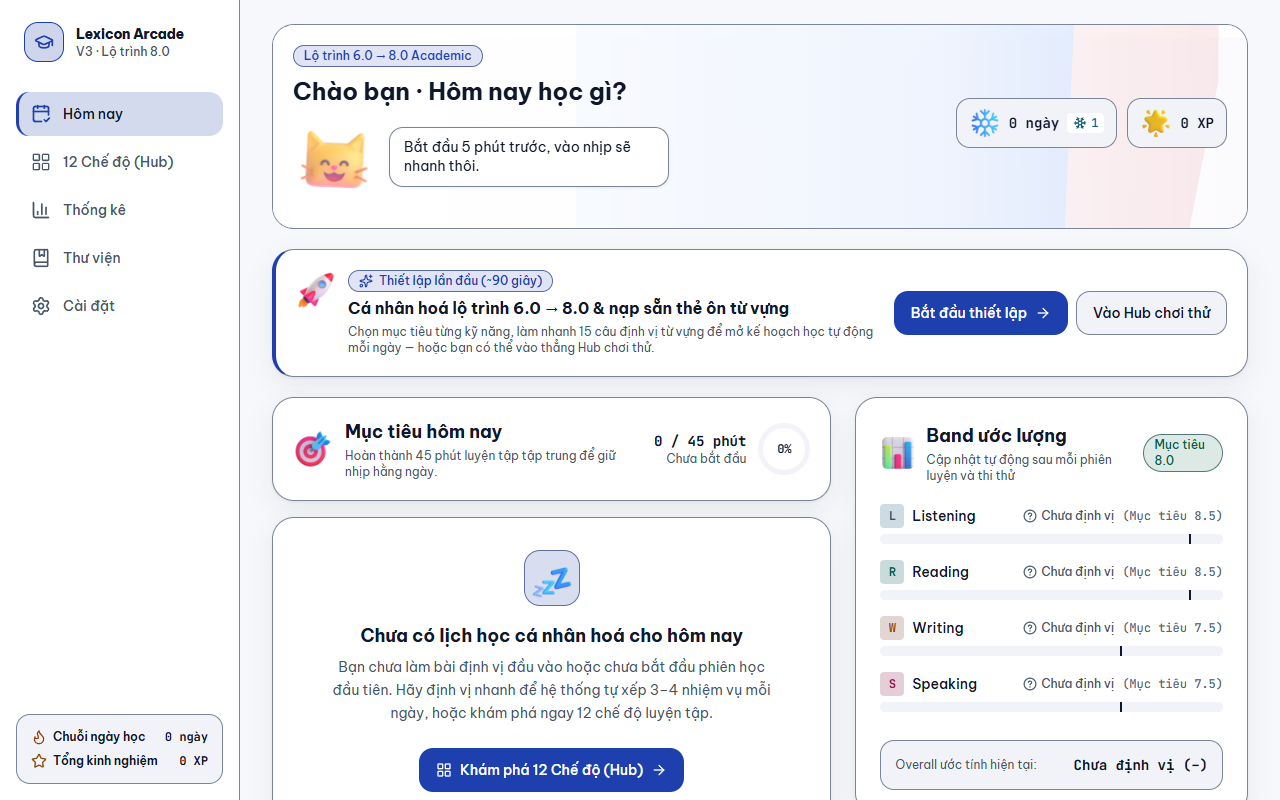 Lexicon Arcade
V3 · Lộ trình 8.0
Hôm nay
12 Chế độ (Hub)
Thống kê
Thư viện
Cài đặt
Chuỗi ngày học 0 ngày
Tổng kinh nghiệm 0 XP
Lộ trình 6.0 → 8.0 Academic
Chào bạn · Hôm nay học gì?
Bắt đầu 5 phút trước, vào nhịp sẽ
nhanh thôi.
0 ngày 1
0 XP
Thiết lập lần đầu (~90 giây)
Cá nhân hoá lộ trình 6.0 → 8.0 & nạp sẵn thẻ ôn từ vựng
Chọn mục tiêu từng kỹ năng, làm nhanh 15 câu định vị từ vựng để mở kế hoạch học tự động
mỗi ngày — hoặc bạn có thể vào thẳng Hub chơi thử.
Bắt đầu thiết lập →
Vào Hub chơi thử
Mục tiêu hôm nay
Hoàn thành 45 phút luyện tập tập trung để giữ
nhịp hằng ngày.
0 / 45 phút
Chưa bắt đầu
0%
Chưa có lịch học cá nhân hoá cho hôm nay
Bạn chưa làm bài định vị đầu vào hoặc chưa bắt đầu phiên học
đầu tiên. Hãy định vị nhanh để hệ thống tự xếp 3–4 nhiệm vụ mỗi
ngày, hoặc khám phá ngay 12 chế độ luyện tập.
Khám phá 12 Chế độ (Hub) →
Band ước lượng
Cập nhật tự động sau mỗi phiên
luyện và thi thử
Mục tiêu
8.0
L Listening Chưa định vị (Mục tiêu 8.5)
R Reading Chưa định vị (Mục tiêu 8.5)
W Writing Chưa định vị (Mục tiêu 7.5)
S Speaking Chưa định vị (Mục tiêu 7.5)
Overall ước tính hiện tại: Chưa định vị (–)